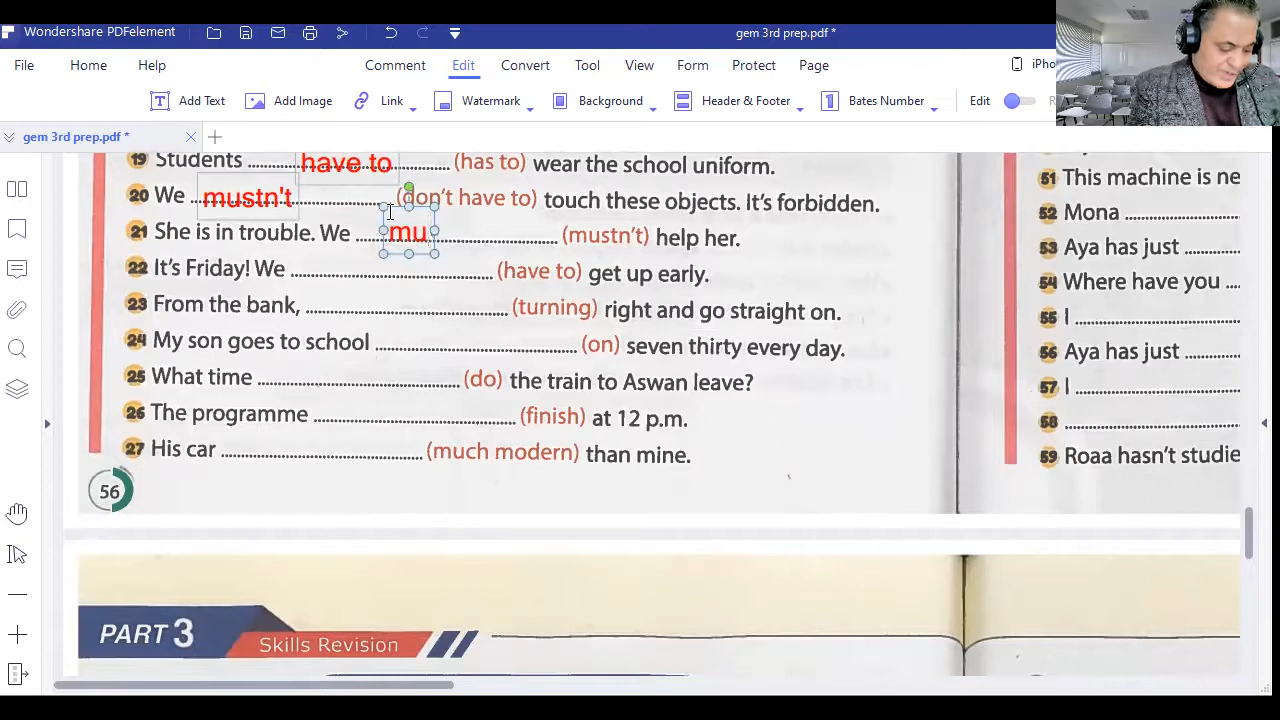 Wondershare PDFelement
gem 3rd prep.pdf *
File Home Help Comment Edit Convert Tool View Form Protect Page
Add Text Add Image Link Watermark Background Header & Footer Bates Number Edit
gem 3rd prep.pdf *
19 Students .......... have to .......... (has to) wear the school uniform.
20 We .......... mustn't .......... (don't have to) touch these objects. It's forbidden.
21 She is in trouble. We .......... mu .......... (mustn't) help her.
22 It's Friday! We .......... (have to) get up early.
23 From the bank, .......... (turning) right and go straight on.
24 My son goes to school .......... (on) seven thirty every day.
25 What time .......... (do) the train to Aswan leave?
26 The programme .......... (finish) at 12 p.m.
27 His car .......... (much modern) than mine.
56
51 This machine is ne
52 Mona ..........
53 Aya has just ..........
54 Where have you ....
55 I ..........
56 Aya has just ..........
57 I ..........
58 ..........
59 Roaa hasn't studie
PART 3
Skills Revision